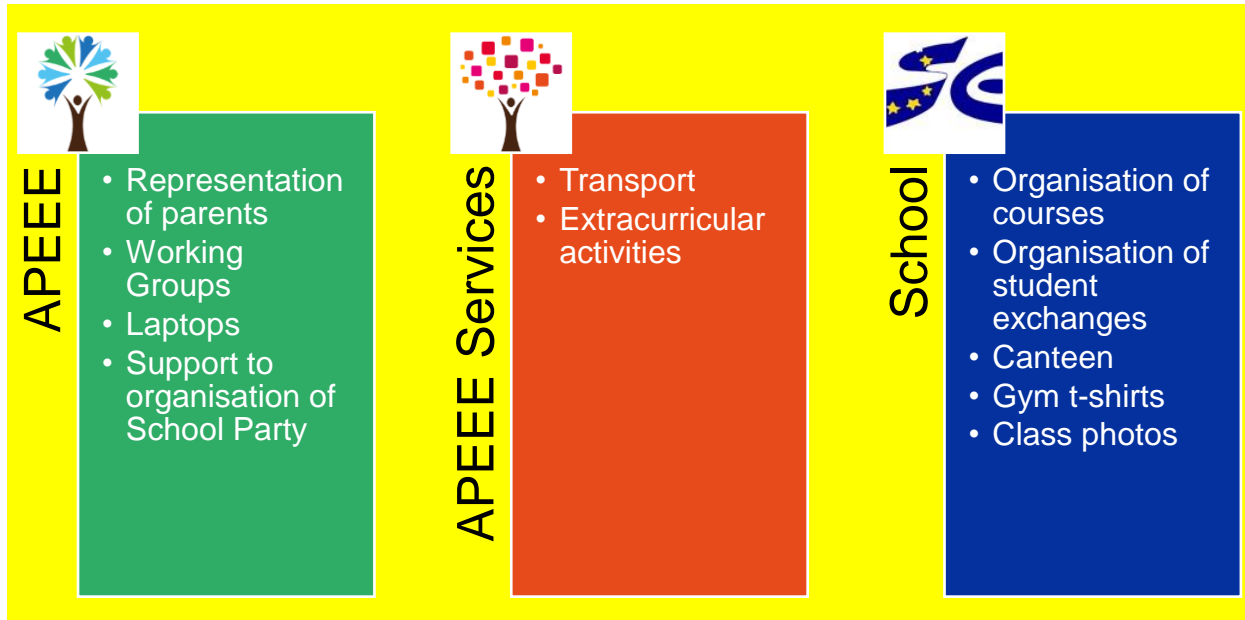 APEEE
• Representation
of parents
• Working
Groups
• Laptops
• Support to
organisation of
School Party
APEEE Services
• Transport
• Extracurricular
activities
School
• Organisation of
courses
• Organisation of
student
exchanges
• Canteen
• Gym t-shirts
• Class photos